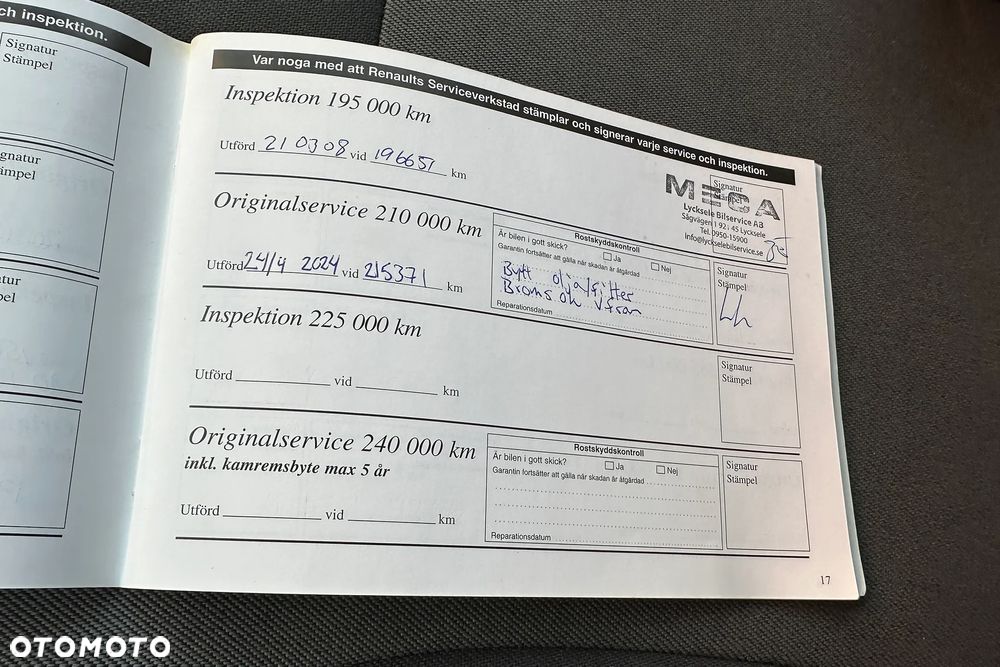 ch inspektion.
Signatur
Stämpel
gnatur
ämpel
tur
pel
Var noga med att Renaults Serviceverkstad stämplar och signerar varje service och inspektion.
Inspektion 195 000 km
Utförd 21 03 08 vid 196651 km
Signatur
Stämpel
MECA
Lycksele Bilservice AB
Sågvägen 1 921 45 Lycksele
Tel. 0950-15900
info@lyckselebilservice.se
Originalservice 210 000 km
Utförd 24/4 2024 vid 215371 km
Rostskyddskontroll
Är bilen i gott skick? Ja Nej
Garantin fortsätter att gälla när skadan är åtgärdad
Bytt olja/filter
Bromsok v fram
Reparationsdatum
Signatur
Stämpel
Inspektion 225 000 km
Utförd vid km
Signatur
Stämpel
Originalservice 240 000 km
inkl. kamremsbyte max 5 år
Utförd vid km
Rostskyddskontroll
Är bilen i gott skick? Ja Nej
Garantin fortsätter att gälla när skadan är åtgärdad
Reparationsdatum
Signatur
Stämpel
17
OTOMOTO